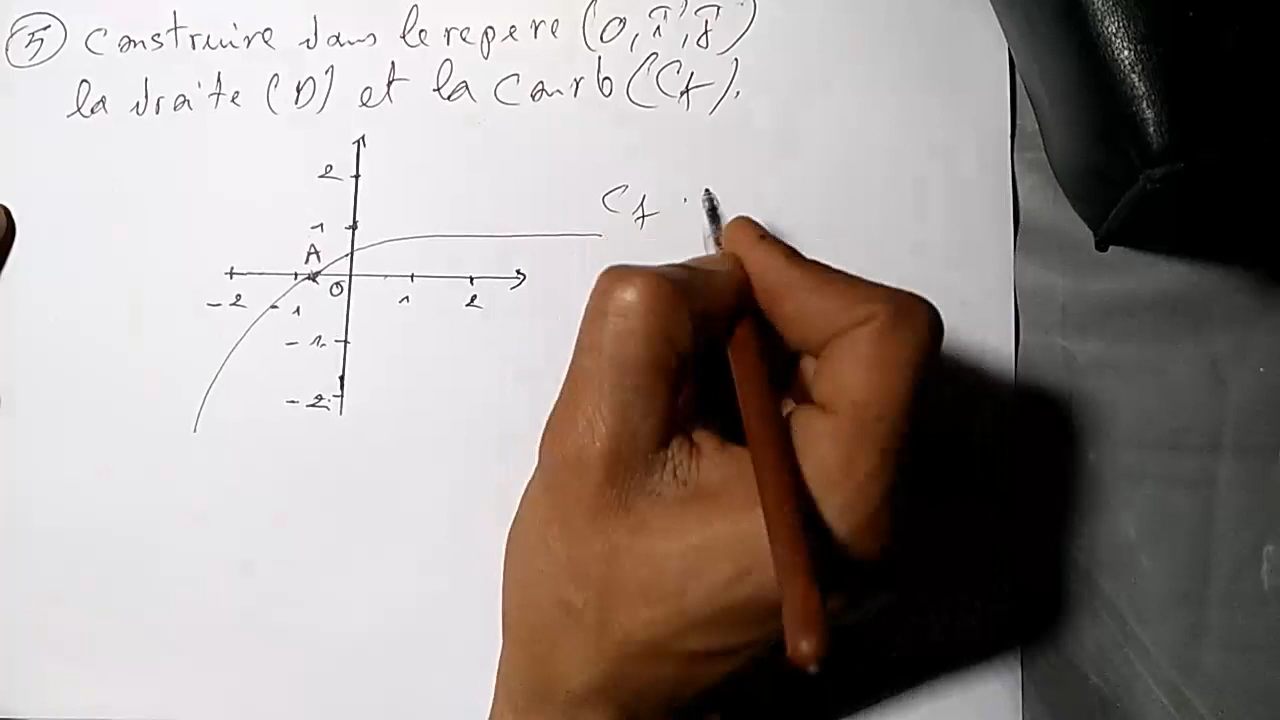 5 Construire dans le repere (O, i, j)
la droite (D) et la courb (Cf).
2
Cf .
1
A
-2 -1 O 1 2
-1
-2